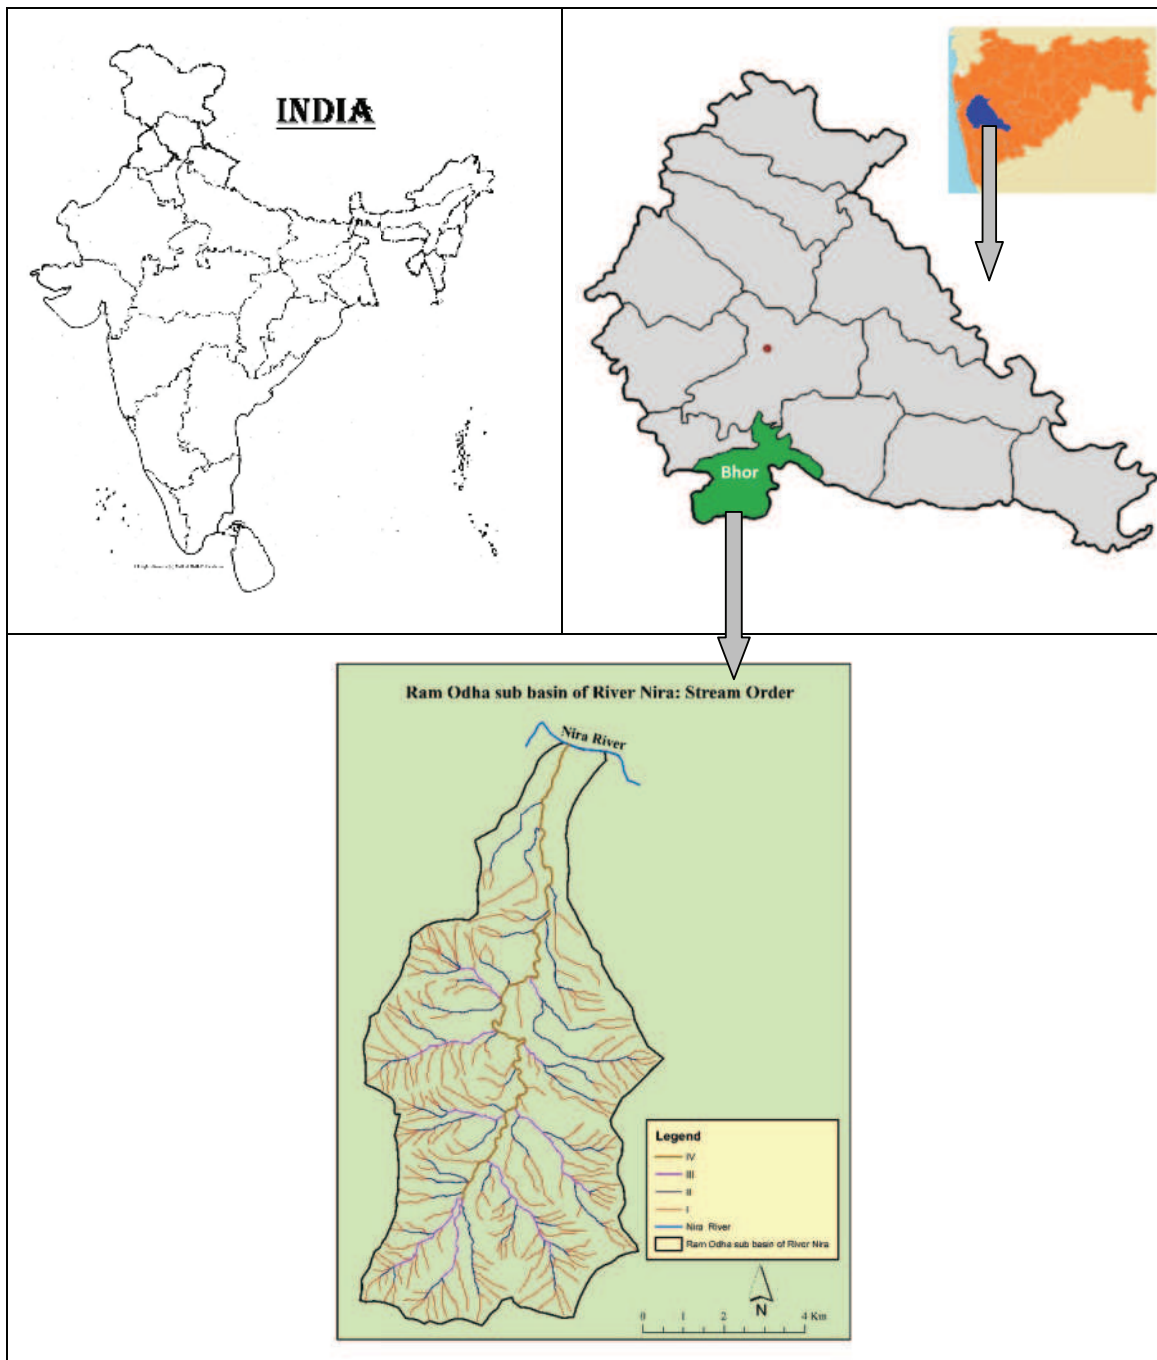 INDIA
Bhor
Ram Odha sub basin of River Nira: Stream Order
Nira River
Legend
IV
III
II
I
Nira River
Ram Odha sub basin of River Nira
N
0 1 2 4 Km